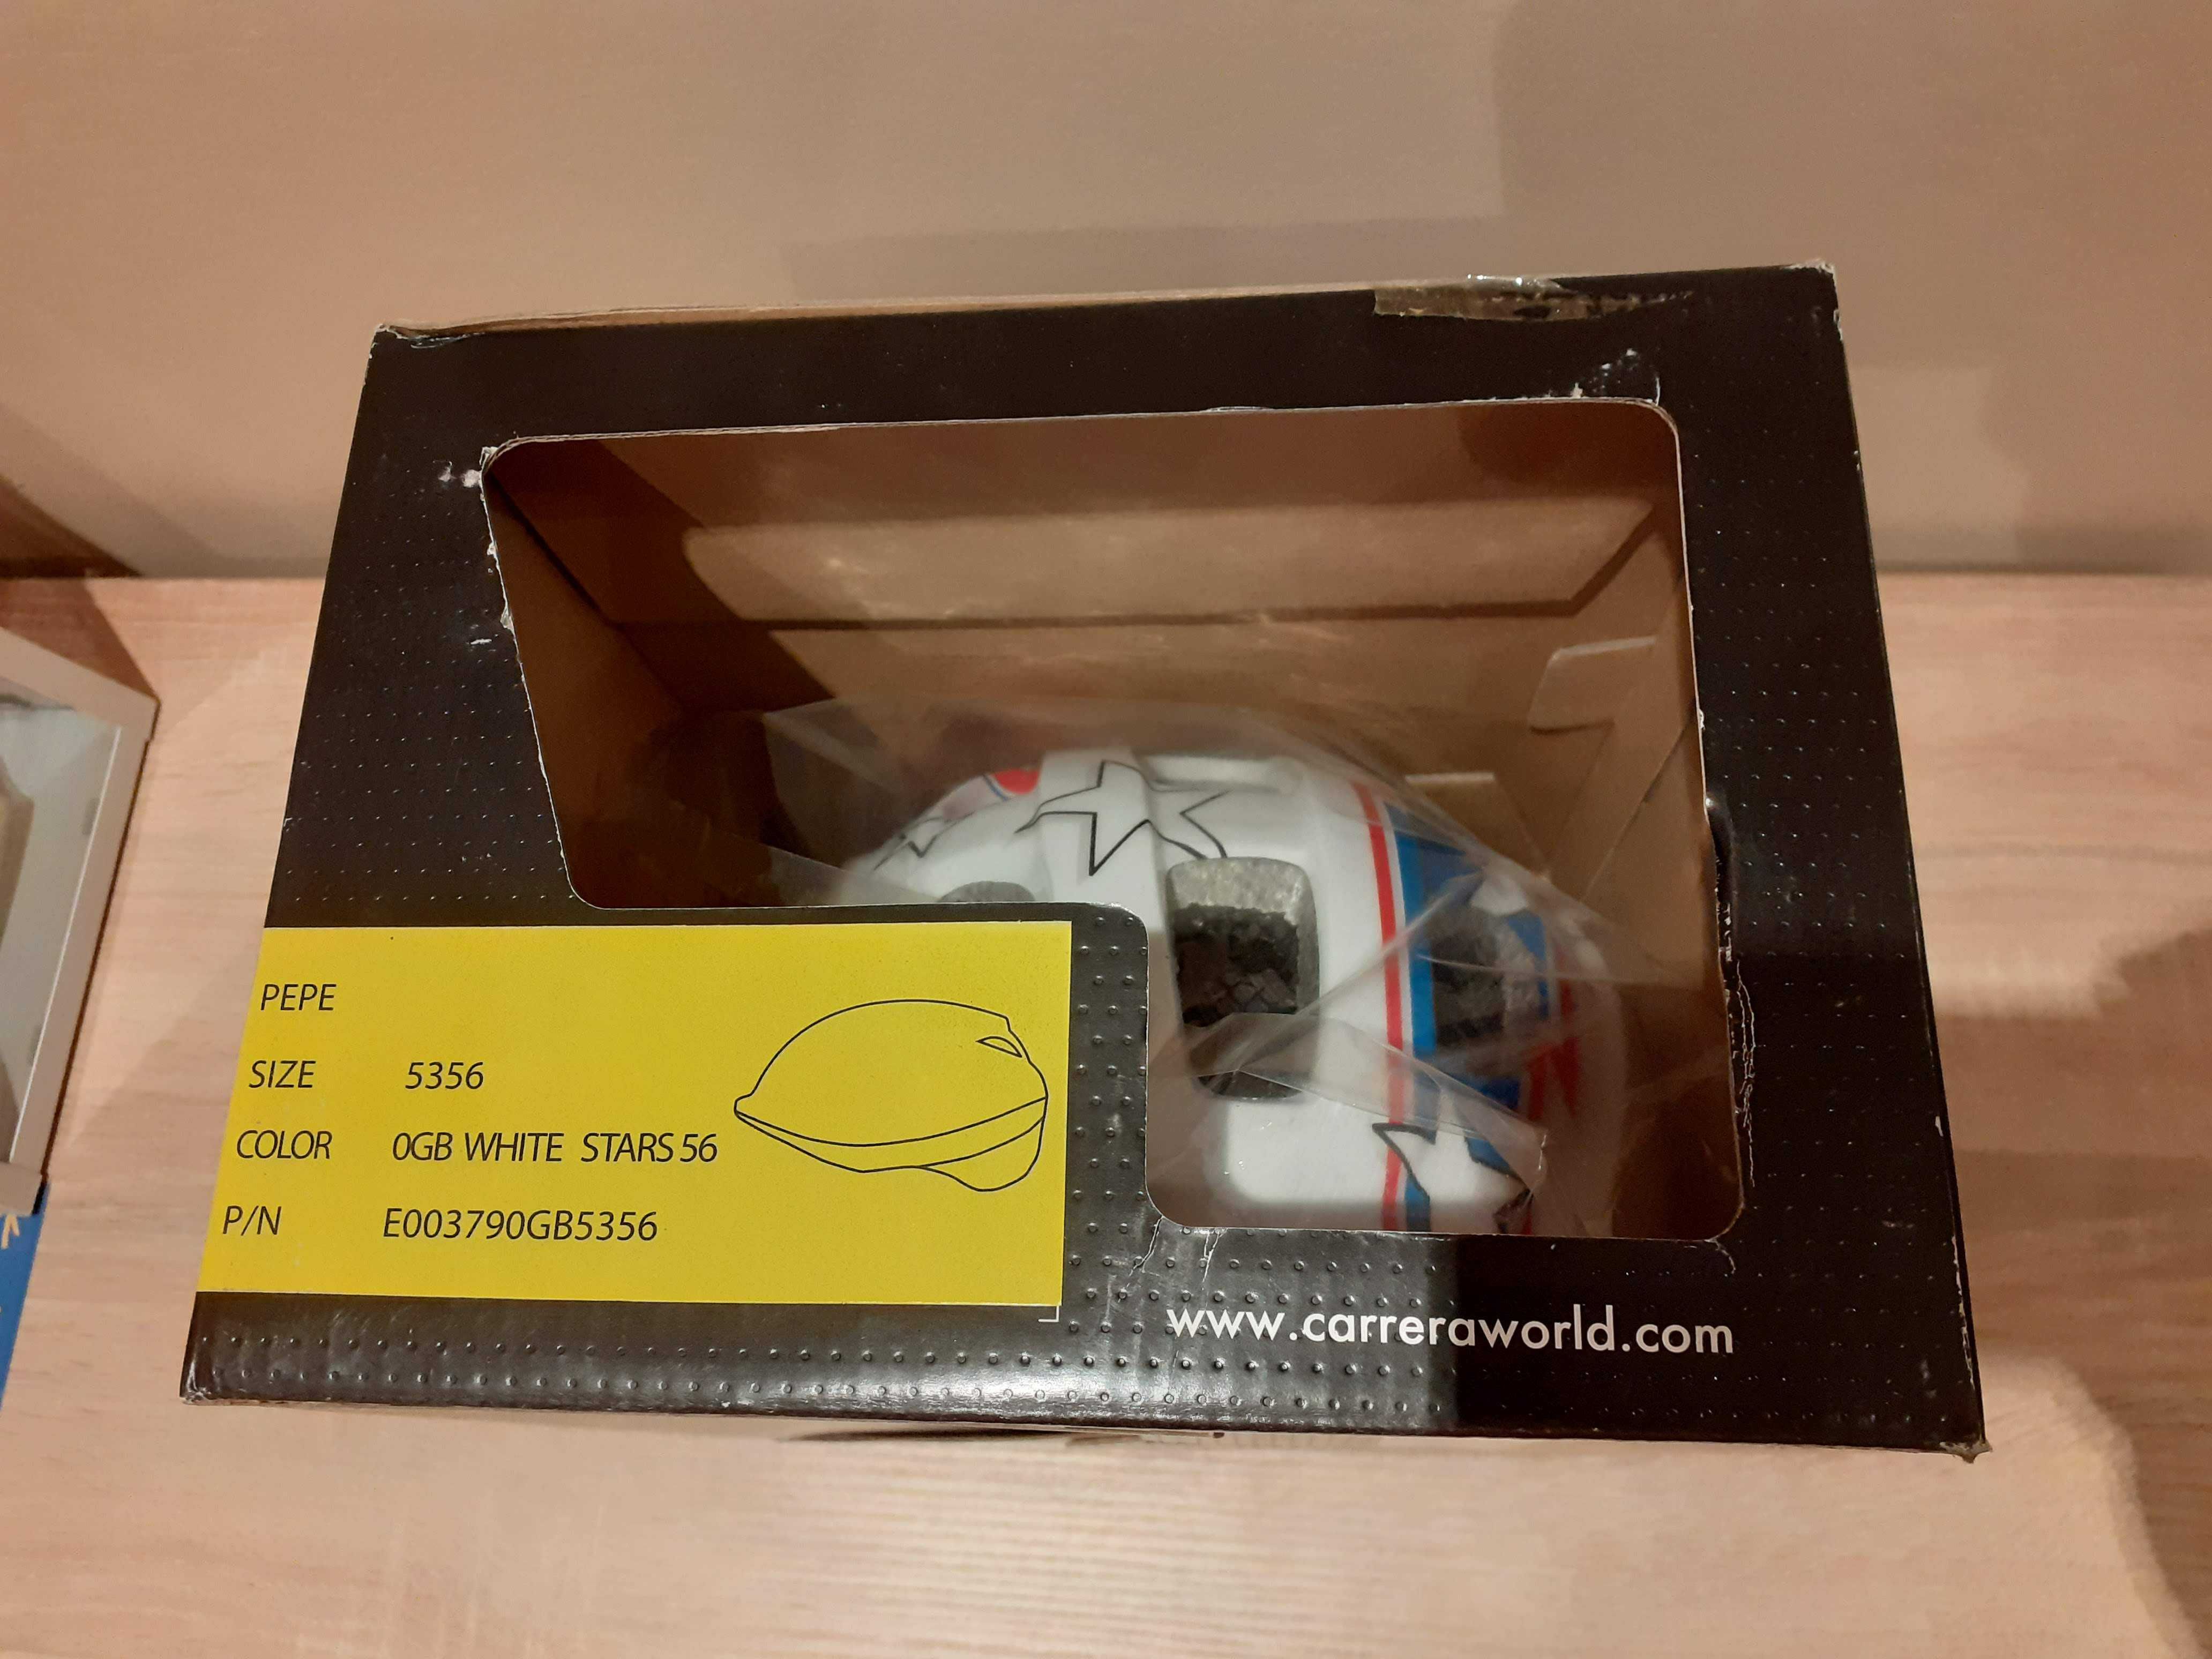 PEPE
SIZE 5356
COLOR 0GB WHITE STARS 56
P/N E003790GB5356
www.carreraworld.com